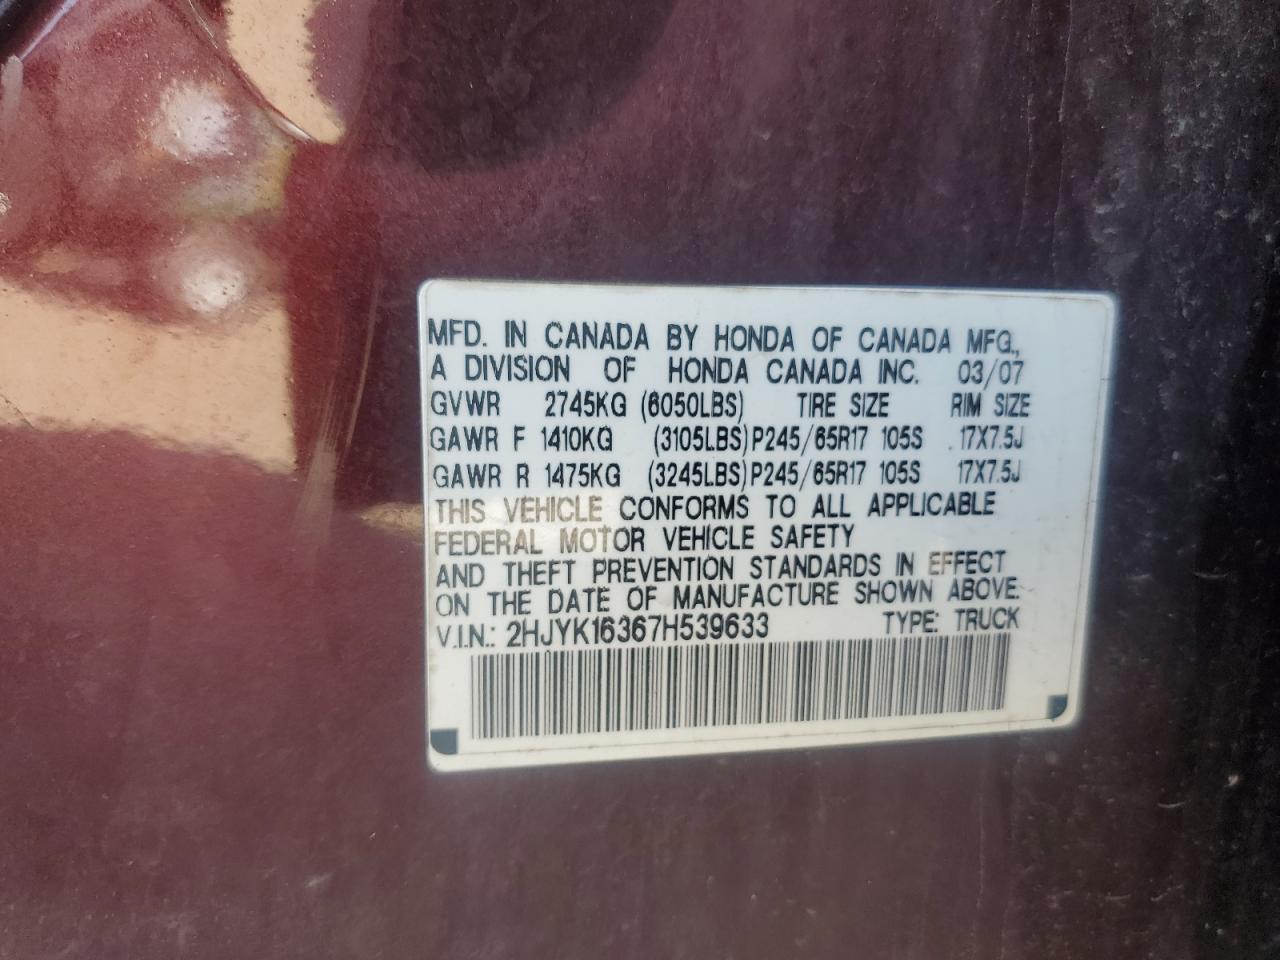 MFD. IN CANADA BY HONDA OF CANADA MFG.,
A DIVISION OF HONDA CANADA INC. 03/07
GVWR 2745KG (6050LBS) TIRE SIZE RIM SIZE
GAWR F 1410KG (3105LBS) P245/65R17 105S 17X7.5J
GAWR R 1475KG (3245LBS) P245/65R17 105S 17X7.5J
THIS VEHICLE CONFORMS TO ALL APPLICABLE
FEDERAL MOTOR VEHICLE SAFETY
AND THEFT PREVENTION STANDARDS IN EFFECT
ON THE DATE OF MANUFACTURE SHOWN ABOVE.
V.I.N.: 2HJYK16367H539633 TYPE: TRUCK